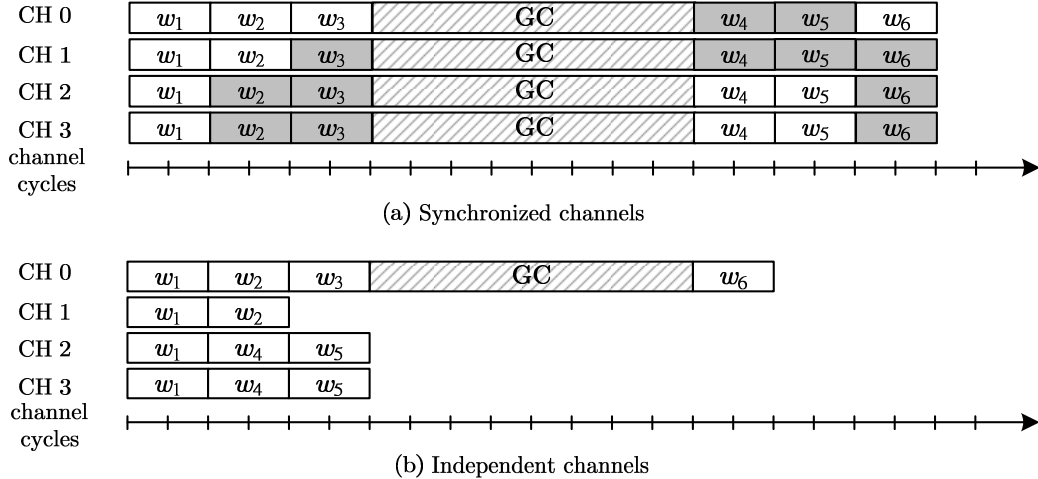 CH 0 w₁ w₂ w₃ GC w₄ w₅ w₆
CH 1 w₁ w₂ w₃ GC w₄ w₅ w₆
CH 2 w₁ w₂ w₃ GC w₄ w₅ w₆
CH 3 w₁ w₂ w₃ GC w₄ w₅ w₆
channel
cycles
(a) Synchronized channels
CH 0 w₁ w₂ w₃ GC w₆
CH 1 w₁ w₂
CH 2 w₁ w₄ w₅
CH 3 w₁ w₄ w₅
channel
cycles
(b) Independent channels